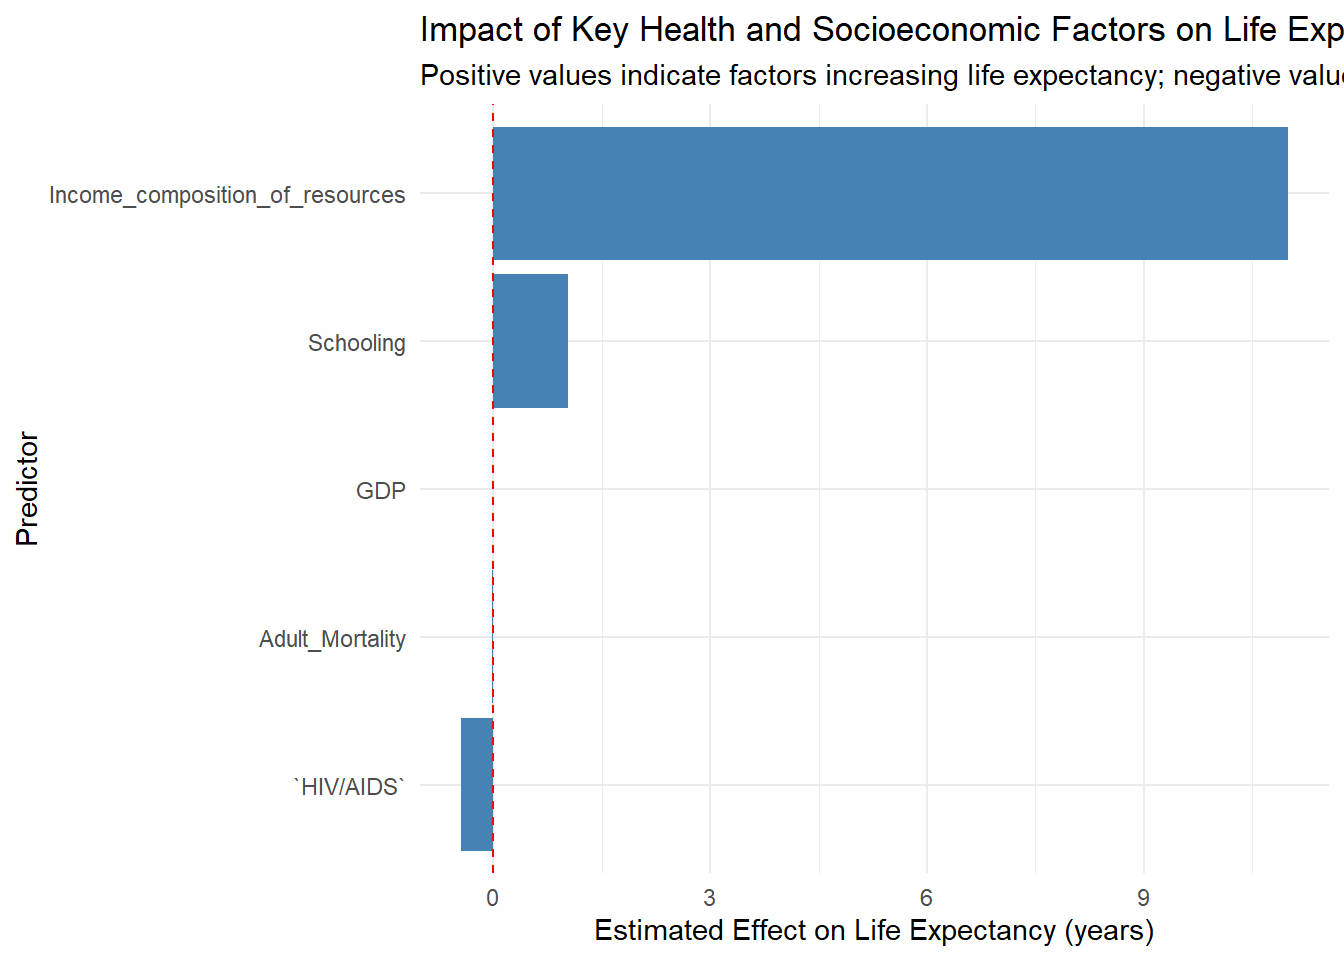 Impact of Key Health and Socioeconomic Factors on Life Exp
Positive values indicate factors increasing life expectancy; negative value
Income_composition_of_resources
Schooling
GDP
Adult_Mortality
`HIV/AIDS`
Predictor
0 3 6 9
Estimated Effect on Life Expectancy (years)